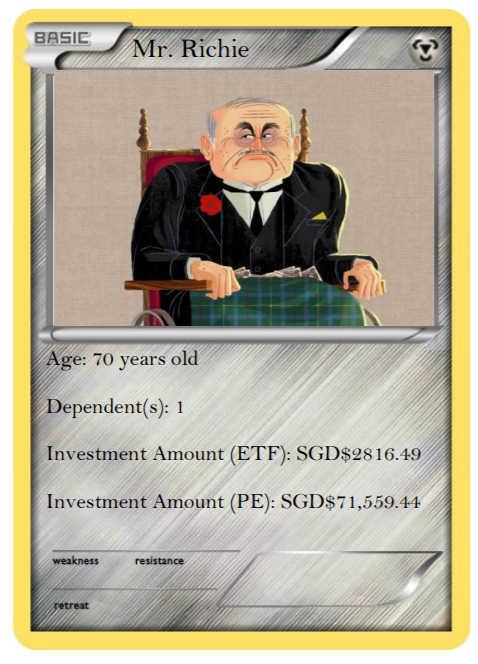 BASIC Mr. Richie
Age: 70 years old
Dependent(s): 1
Investment Amount (ETF): SGD$2816.49
Investment Amount (PE): SGD$71,559.44
weakness resistance
retreat